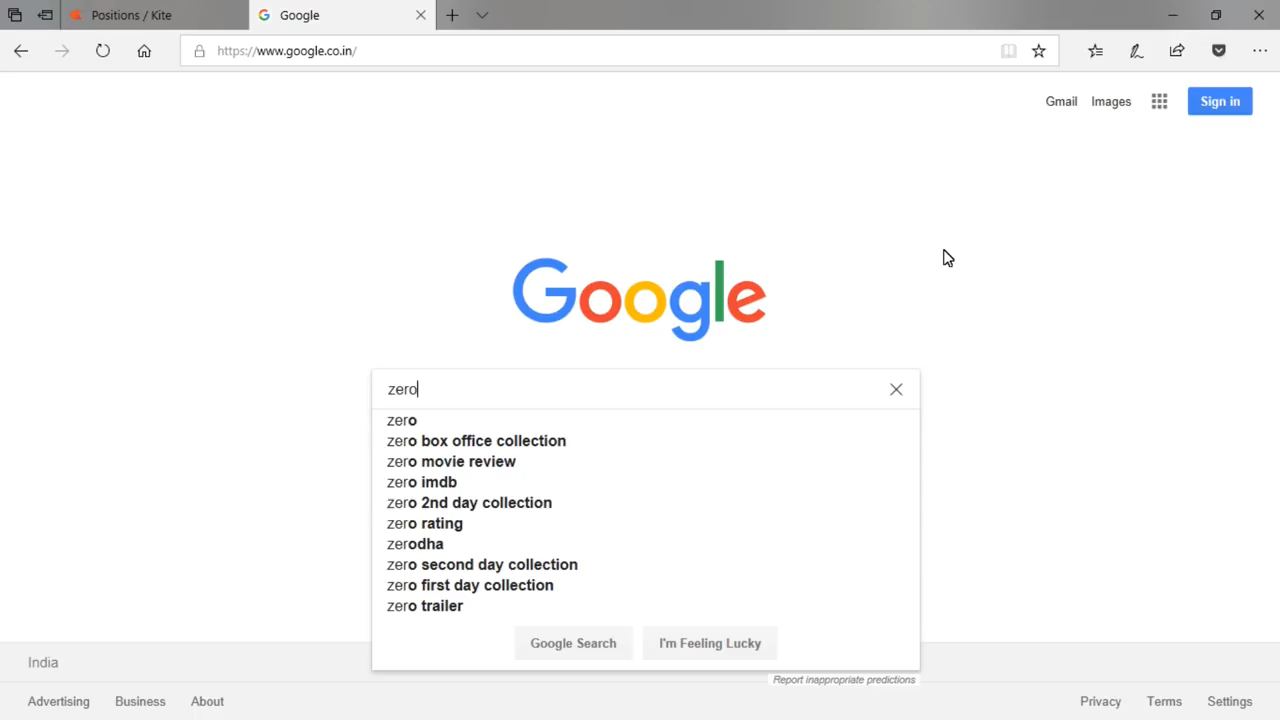 Positions / Kite
Google
https://www.google.co.in/
Gmail Images Sign in
Google
zero
zero
zero box office collection
zero movie review
zero imdb
zero 2nd day collection
zero rating
zerodha
zero second day collection
zero first day collection
zero trailer
Google Search I'm Feeling Lucky
India
Report inappropriate predictions
Advertising Business About Privacy Terms Settings